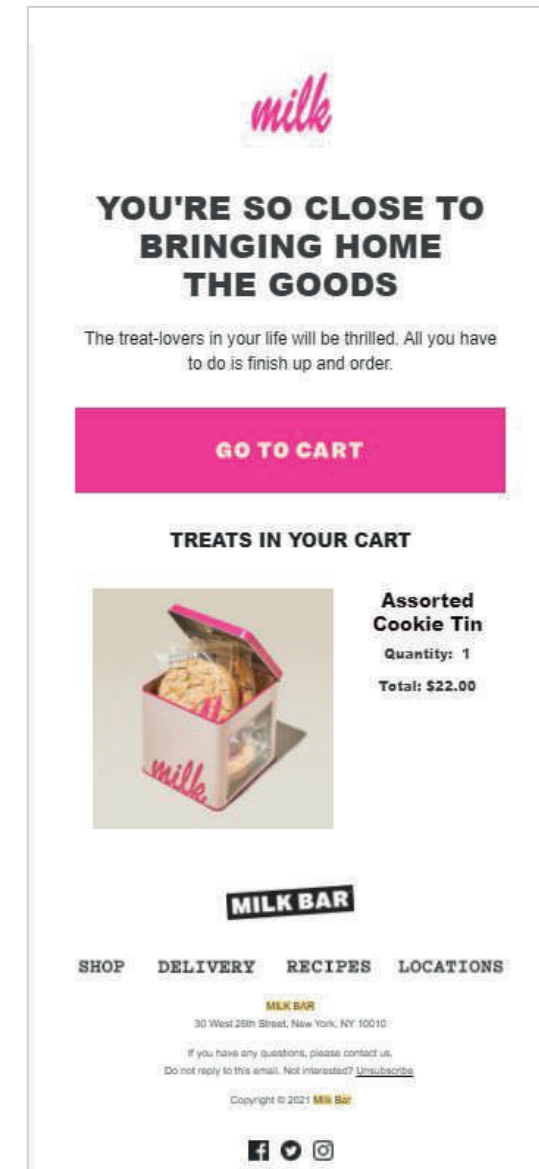 milk
YOU'RE SO CLOSE TO
BRINGING HOME
THE GOODS
The treat-lovers in your life will be thrilled. All you have
to do is finish up and order.
GO TO CART
TREATS IN YOUR CART
Assorted
Cookie Tin
Quantity: 1
Total: $22.00
milk
MILK BAR
SHOP DELIVERY RECIPES LOCATIONS
MILK BAR
30 West 26th Street, New York, NY 10010
If you have any questions, please contact us.
Do not reply to this email. Not interested? Unsubscribe
Copyright © 2021 Milk Bar